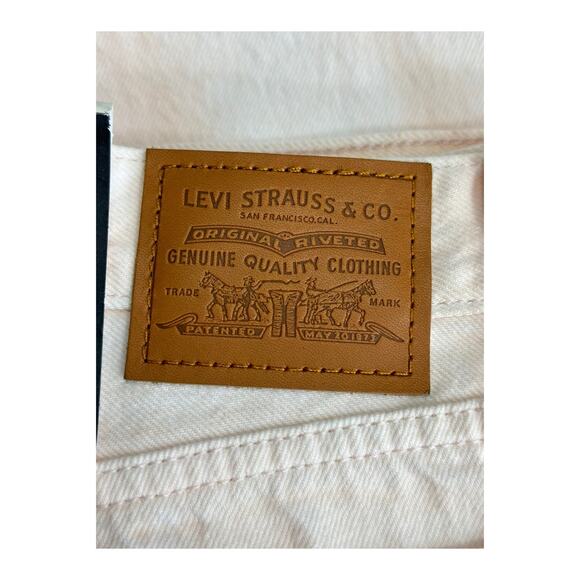 LEVI STRAUSS & CO.
SAN FRANCISCO.CAL.
ORIGINAL RIVETED
GENUINE QUALITY CLOTHING
TRADE MARK
PATENTED MAY 20 1873